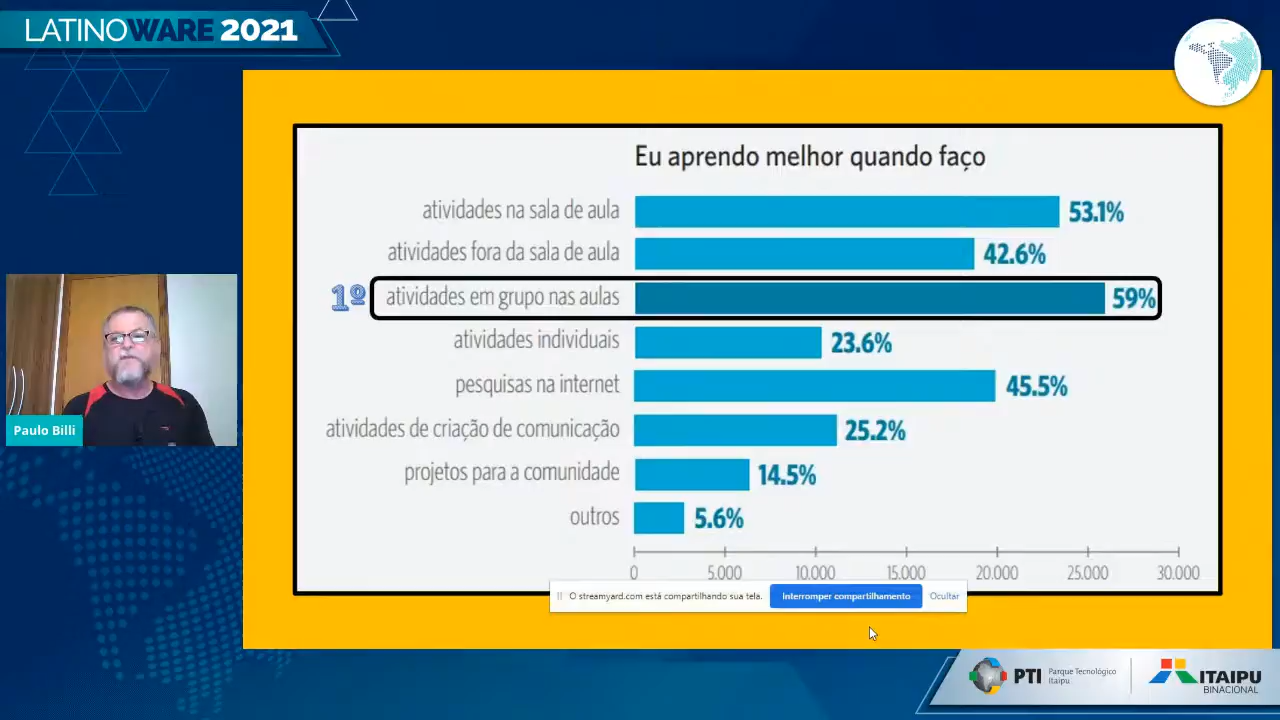 LATINOWARE 2021
Eu aprendo melhor quando faço
atividades na sala de aula 53.1%
atividades fora da sala de aula 42.6%
1º atividades em grupo nas aulas 59%
atividades individuais 23.6%
pesquisas na internet 45.5%
atividades de criação de comunicação 25.2%
projetos para a comunidade 14.5%
outros 5.6%
0 5.000 10.000 15.000 20.000 25.000 30.000
O streamyard.com está compartilhando sua tela. Interromper compartilhamento Ocultar
Paulo Billi
PTI Parque Tecnológico
Itaipu
ITAIPU
BINACIONAL